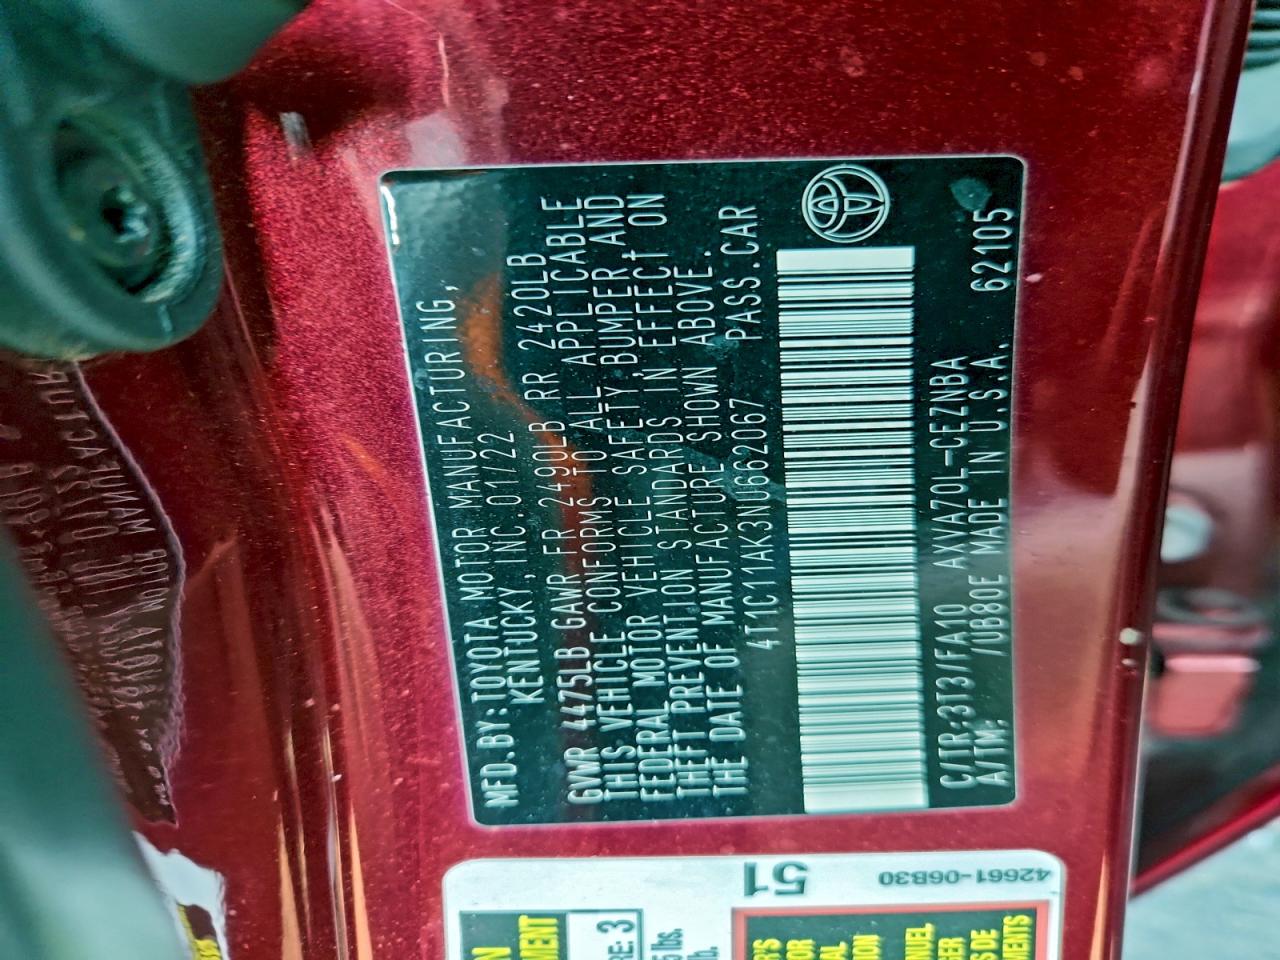 MFD.BY:TOYOTA MOTOR MANUFACTURING,
KENTUCKY,INC.01/22
GWR 4475LB GAWR FR 2490LB RR 2420LB
THIS VEHICLE CONFORMS TO ALL APPLICABLE
FEDERAL MOTOR VEHICLE SAFETY,BUMPER, AND
THEFT PREVENTION STANDARDS IN EFFECT ON
THE DATE OF MANUFACTURE SHOWN ABOVE.
4T1C11AK3NU662067 PASS.CAR
C/TR:3T3/FA10 AXVA70L-CEZNBA
A/TM: /UB80E MADE IN U.S.A. 62105
51
42661-06B30